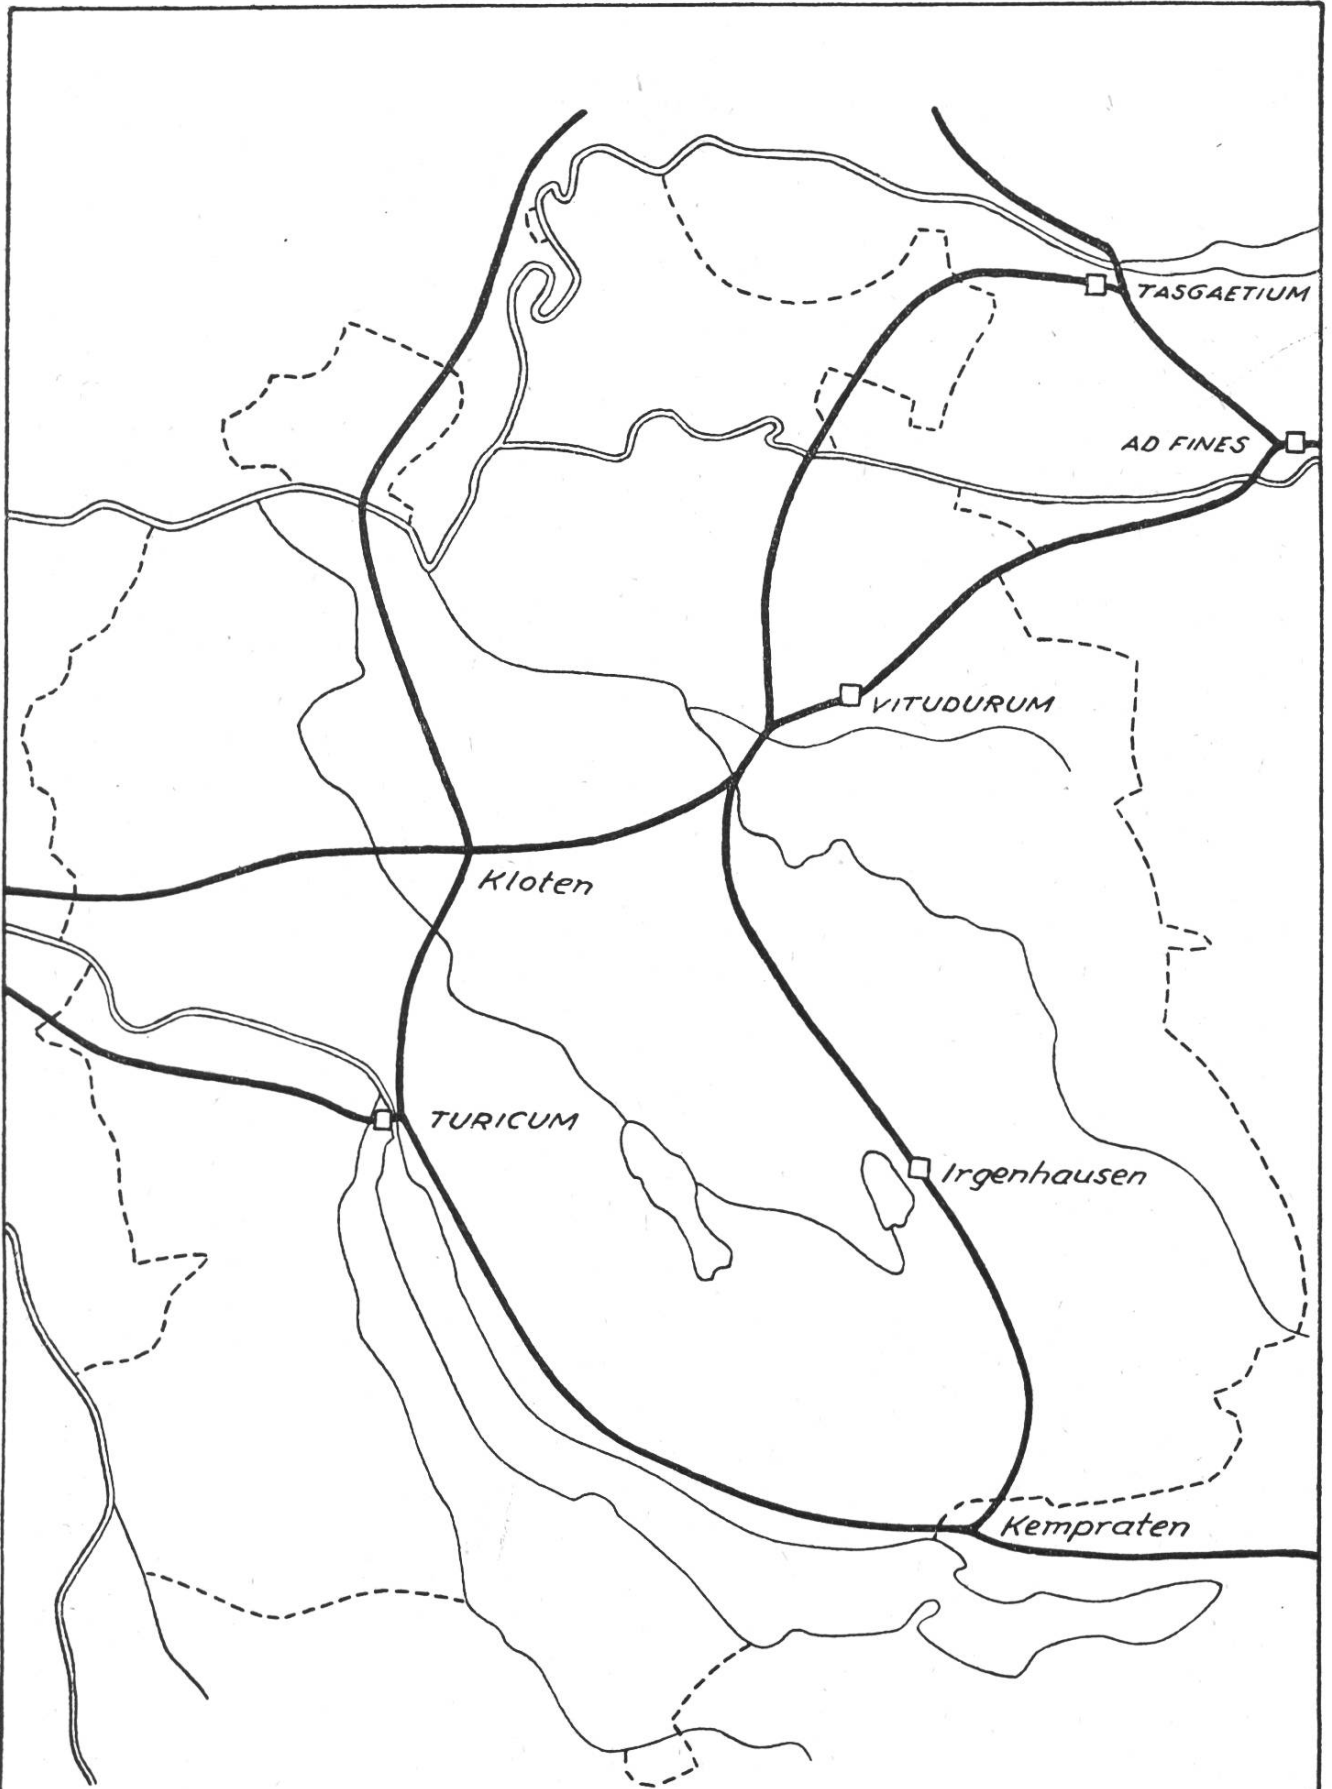 TASGAETIUM
AD FINES
VITUDURUM
Kloten
TURICUM
Irgenhausen
Kempraten